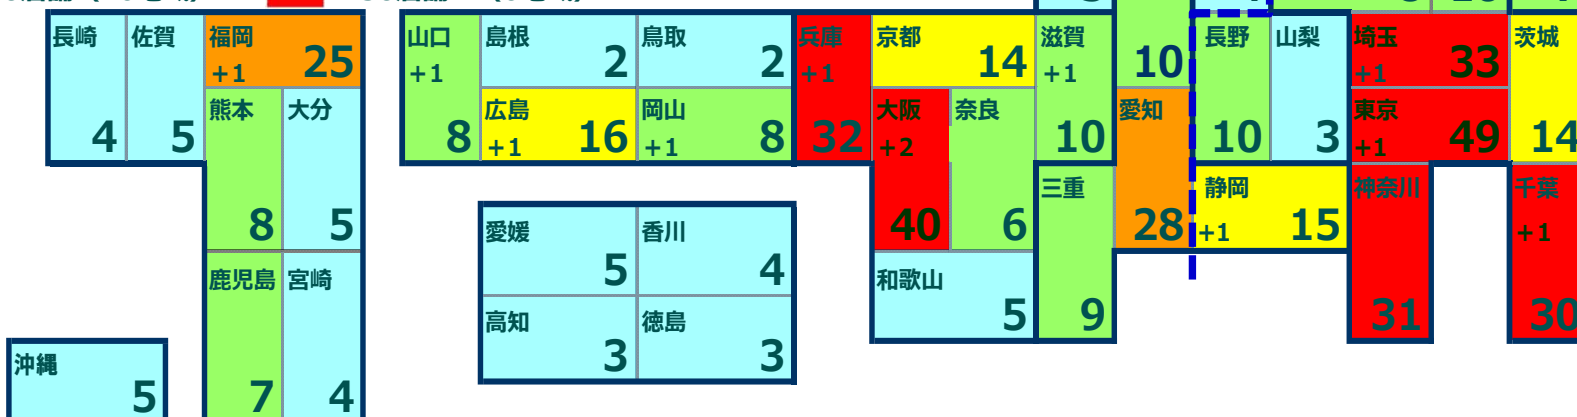 長崎
4
佐賀
5
福岡
+1 25
熊本
8
大分
5
鹿児島
7
宮崎
4
沖縄
5
山口
+1
8
島根
2
鳥取
2
広島
+1 16
岡山
+1 8
愛媛
5
香川
4
高知
3
徳島
3
兵庫
+1
32
京都
14
大阪
+2
40
奈良
6
和歌山
5
滋賀
+1
10
三重
9
10
愛知
28
長野
10
山梨
3
静岡
+1 15
埼玉
+1 33
東京
+1 49
神奈川
31
茨城
14
千葉
+1
30